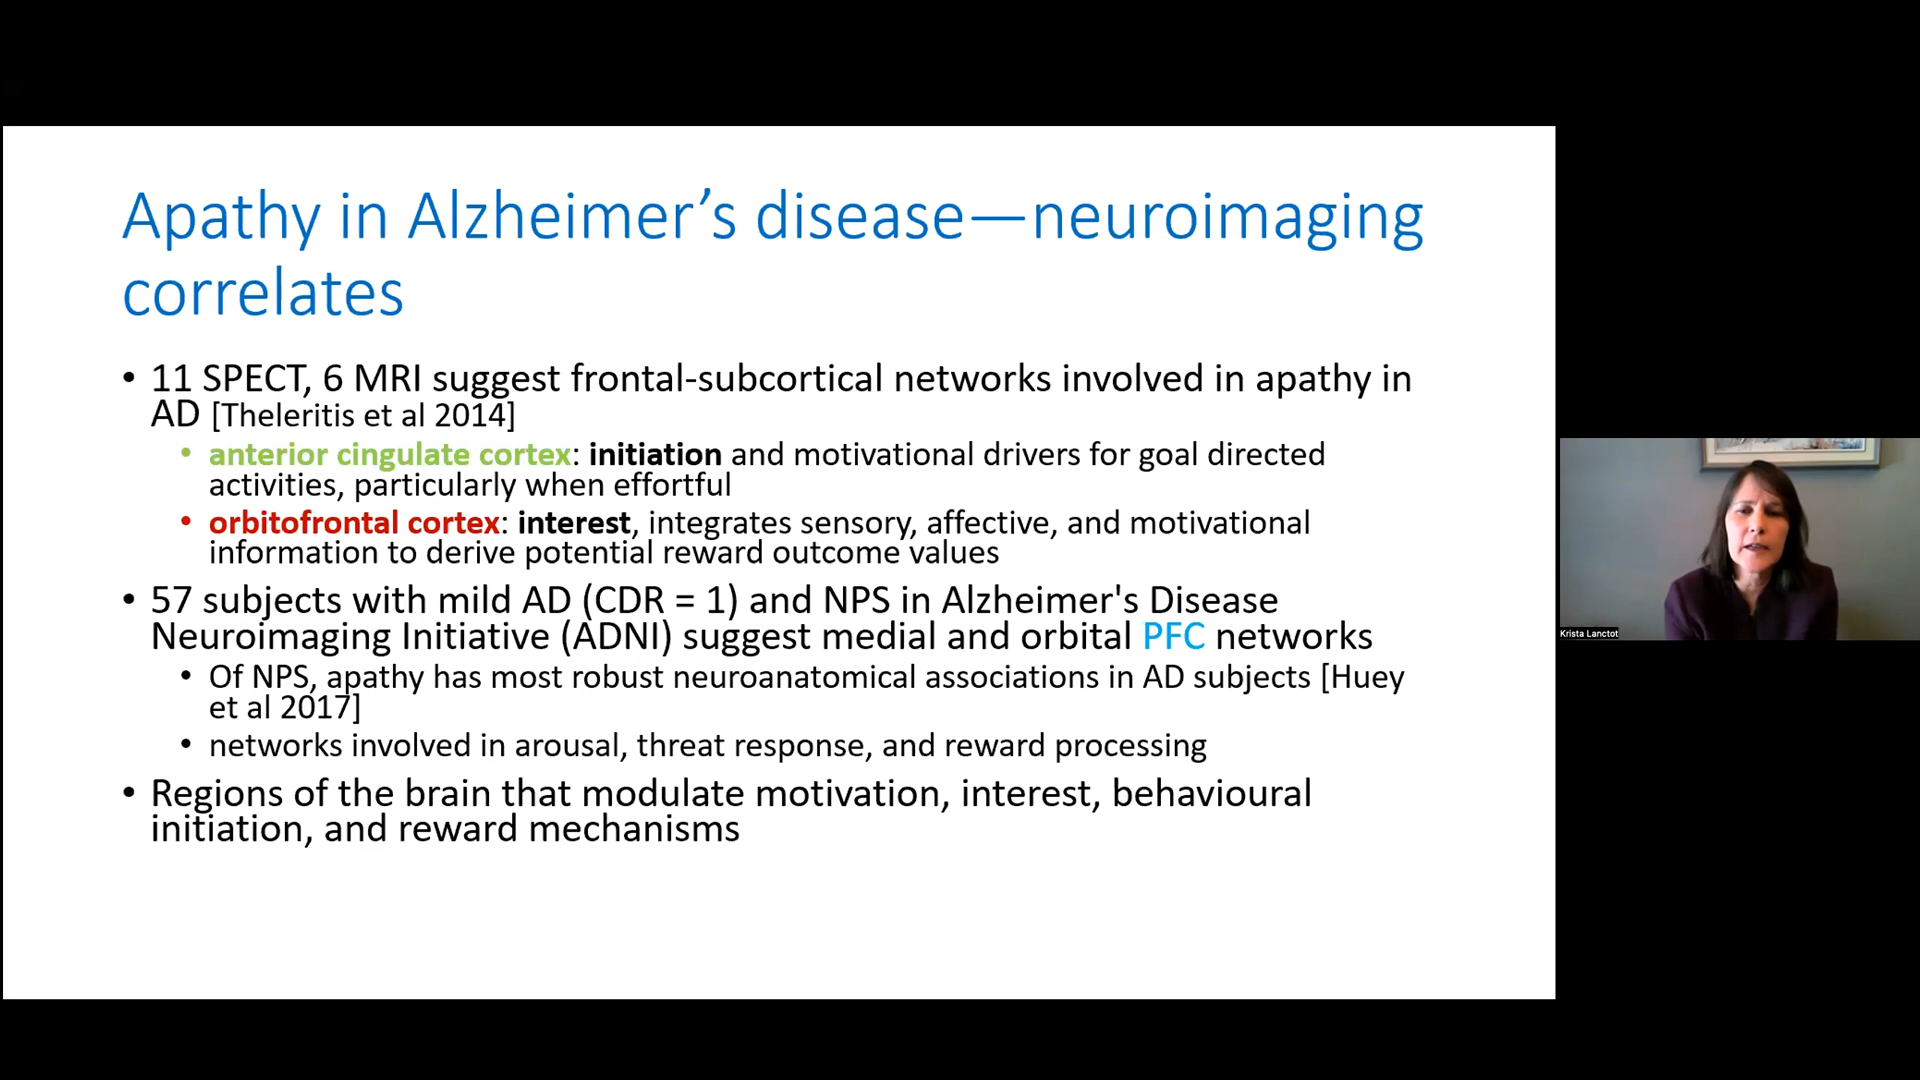 Apathy in Alzheimer’s disease—neuroimaging
correlates
• 11 SPECT, 6 MRI suggest frontal-subcortical networks involved in apathy in
AD [Theleritis et al 2014]
• anterior cingulate cortex: initiation and motivational drivers for goal directed
activities, particularly when effortful
• orbitofrontal cortex: interest, integrates sensory, affective, and motivational
information to derive potential reward outcome values
• 57 subjects with mild AD (CDR = 1) and NPS in Alzheimer's Disease
Neuroimaging Initiative (ADNI) suggest medial and orbital PFC networks
• Of NPS, apathy has most robust neuroanatomical associations in AD subjects [Huey
et al 2017]
• networks involved in arousal, threat response, and reward processing
• Regions of the brain that modulate motivation, interest, behavioural
initiation, and reward mechanisms
Krista Lanctot